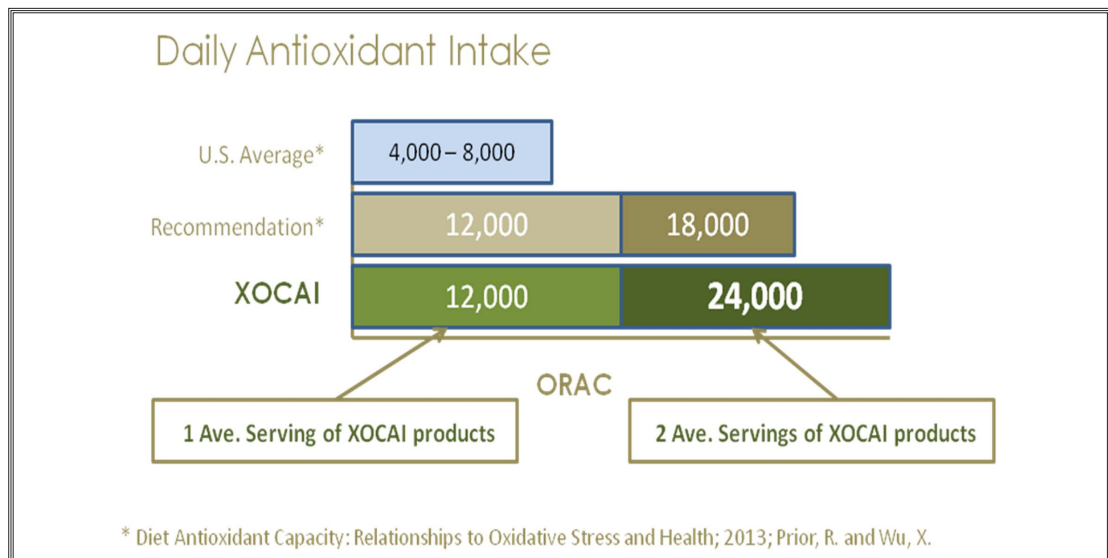 Daily Antioxidant Intake
U.S. Average*
4,000 – 8,000
Recommendation*
12,000
18,000
XOCAI
12,000
24,000
ORAC
1 Ave. Serving of XOCAI products
2 Ave. Servings of XOCAI products
* Diet Antioxidant Capacity: Relationships to Oxidative Stress and Health; 2013; Prior, R. and Wu, X.